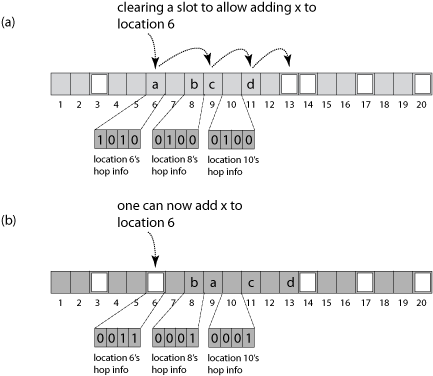 clearing a slot to allow adding x to
location 6
(a)
a b c d
1 2 3 4 5 6 7 8 9 10 11 12 13 14 15 16 17 18 19 20
1 0 1 0 0 1 0 0 0 1 0 0
location 6's location 8's location 10's
hop info hop info hop info
one can now add x to
location 6
(b)
b a c d
1 2 3 4 5 6 7 8 9 10 11 12 13 14 15 16 17 18 19 20
0 0 1 1 0 0 0 1 0 0 0 1
location 6's location 8's location 10's
hop info hop info hop info